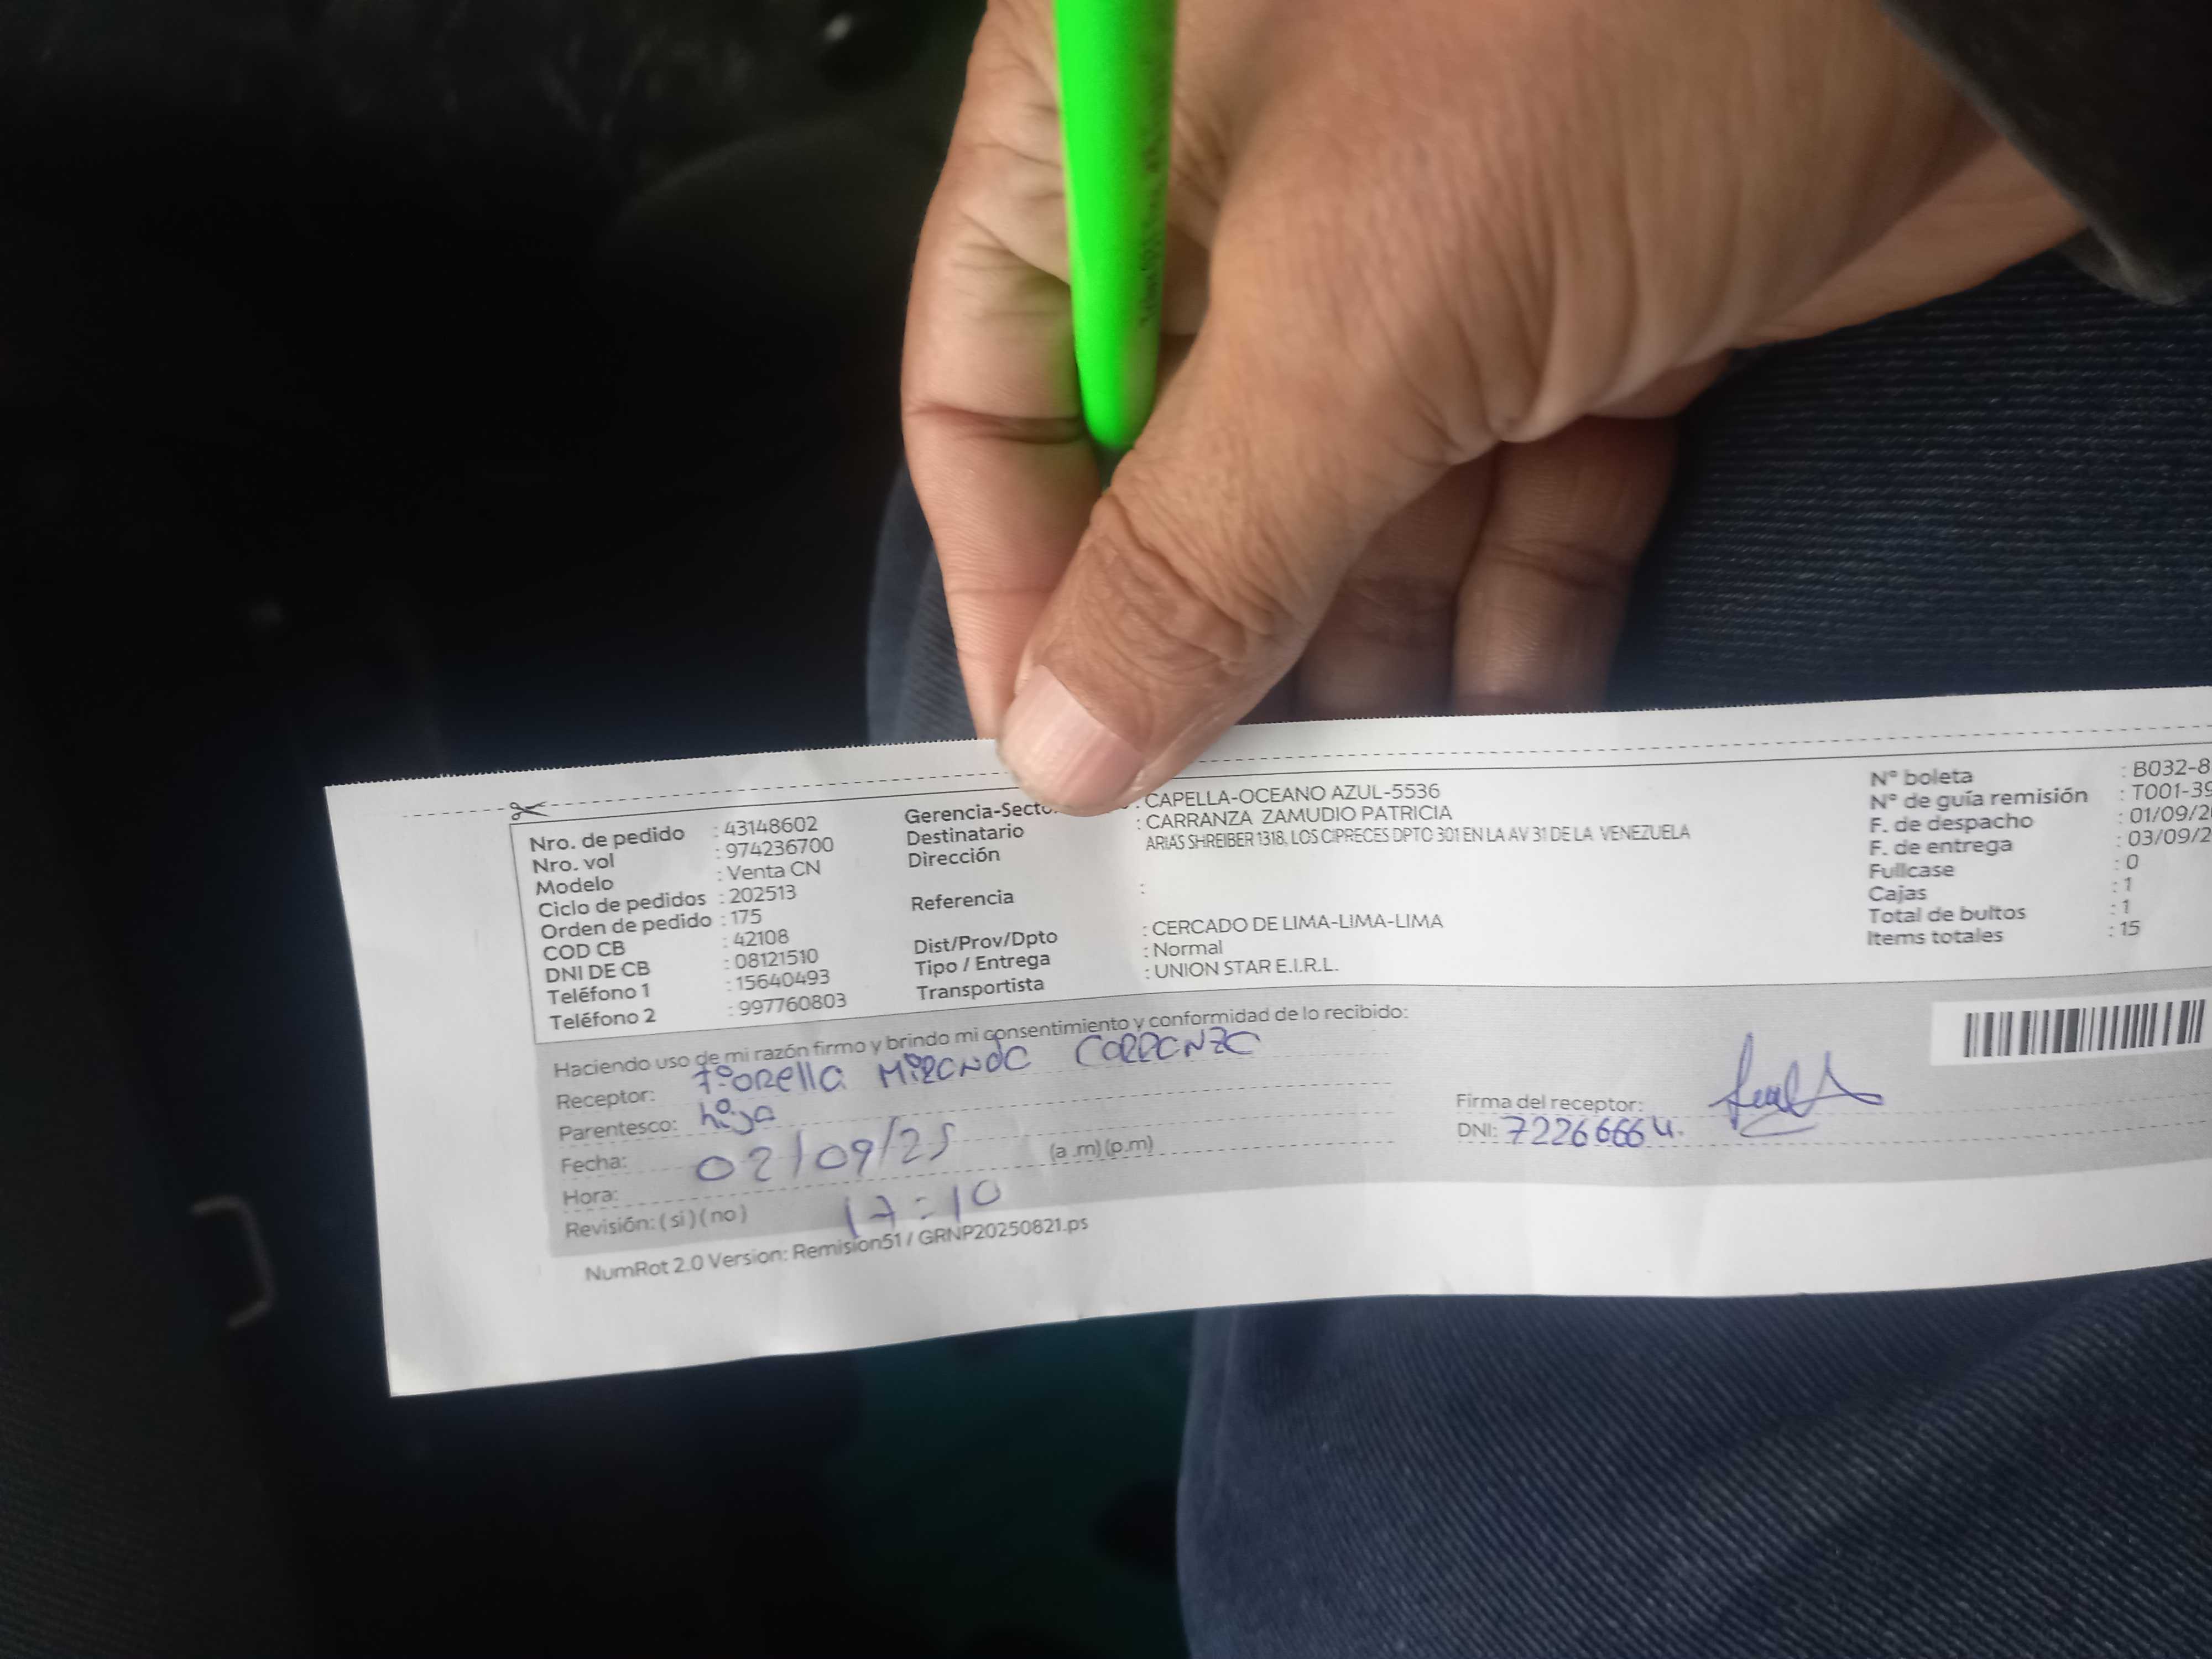 Nro. de pedido : 43148602
Nro. vol : 974236700
Modelo : Venta CN
Ciclo de pedidos : 202513
Orden de pedido : 175
COD CB : 42108
DNI DE CB : 08121510
Teléfono 1 : 15640493
Teléfono 2 : 997760803
Gerencia-Secto : CAPELLA-OCEANO AZUL-5536
Destinatario : CARRANZA ZAMUDIO PATRICIA
Dirección ARIAS SHREIBER 1318, LOS CIPRECES DPTO 301 EN LA AV 31 DE LA VENEZUELA
Referencia :
Dist/Prov/Dpto : CERCADO DE LIMA-LIMA-LIMA
Tipo / Entrega : Normal
Transportista : UNION STAR E.I.R.L.
N° boleta : B032-8
N° de guía remisión : T001-39
F. de despacho : 01/09/2
F. de entrega : 03/09/2
Fullcase : 0
Cajas : 1
Total de bultos : 1
Items totales : 15
Haciendo uso de mi razón firmo y brindo mi consentimiento y conformidad de lo recibido:
Receptor: Fiorella Miranda Carranza
Parentesco: hija
Fecha: 02/09/25
Hora: 17:10 (a .m) (p.m)
Revisión: ( si ) ( no )
Firma del receptor:
DNI: 72266664.
NumRot 2.0 Version: Remision51 / GRNP20250821.ps